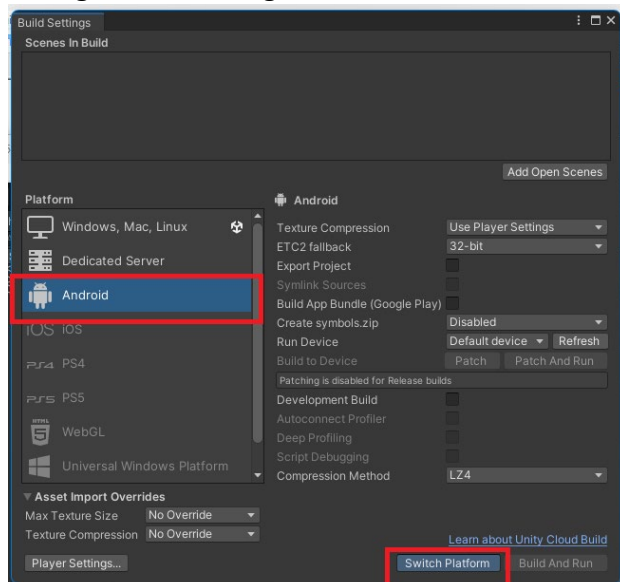 Build Settings
Scenes In Build
Add Open Scenes
Platform
Windows, Mac, Linux
Dedicated Server
Android
iOS iOS
PS4 PS4
PS5 PS5
HTML 5 WebGL
Universal Windows Platform
Android
Texture Compression Use Player Settings
ETC2 fallback 32-bit
Export Project
Symlink Sources
Build App Bundle (Google Play)
Create symbols.zip Disabled
Run Device Default device Refresh
Build to Device Patch Patch And Run
Patching is disabled for Release builds
Development Build
Autoconnect Profiler
Deep Profiling
Script Debugging
Compression Method LZ4
Asset Import Overrides
Max Texture Size No Override
Texture Compression No Override
Learn about Unity Cloud Build
Player Settings... Switch Platform Build And Run